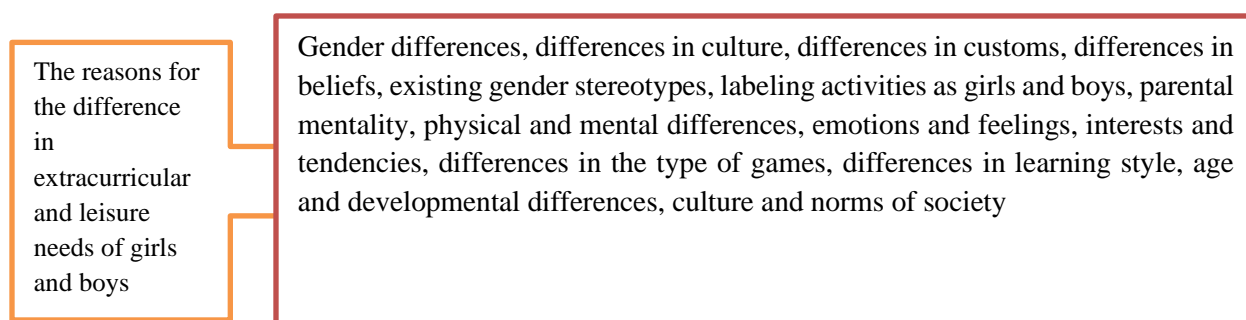 The reasons for
the difference
in
extracurricular
and leisure
needs of girls
and boys
Gender differences, differences in culture, differences in customs, differences in
beliefs, existing gender stereotypes, labeling activities as girls and boys, parental
mentality, physical and mental differences, emotions and feelings, interests and
tendencies, differences in the type of games, differences in learning style, age
and developmental differences, culture and norms of society